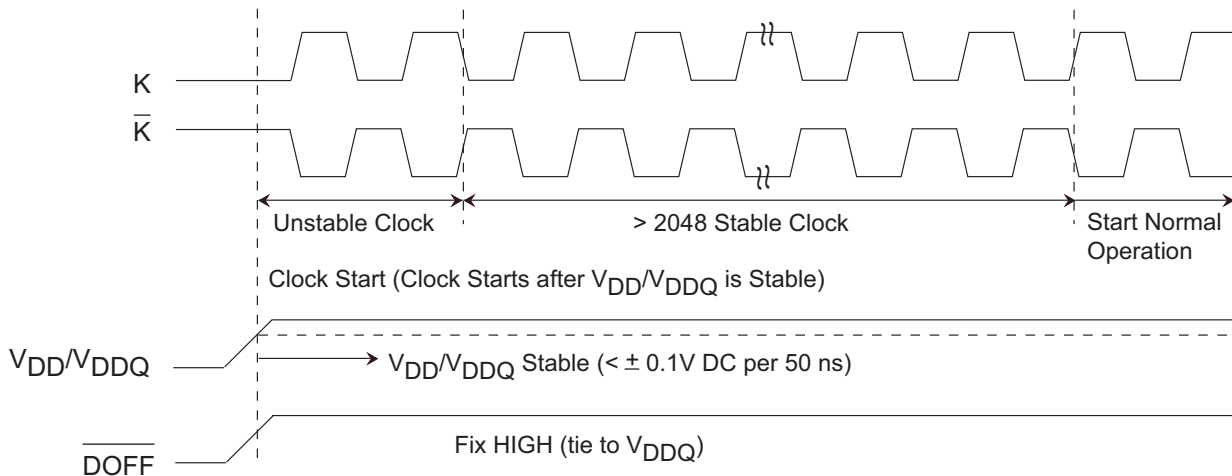 K
K̅
Unstable Clock
> 2048 Stable Clock
Start Normal
Operation
Clock Start (Clock Starts after VDD/VDDQ is Stable)
VDD/VDDQ
VDD/VDDQ Stable (< ± 0.1V DC per 50 ns)
Fix HIGH (tie to VDDQ)
D̅O̅F̅F̅